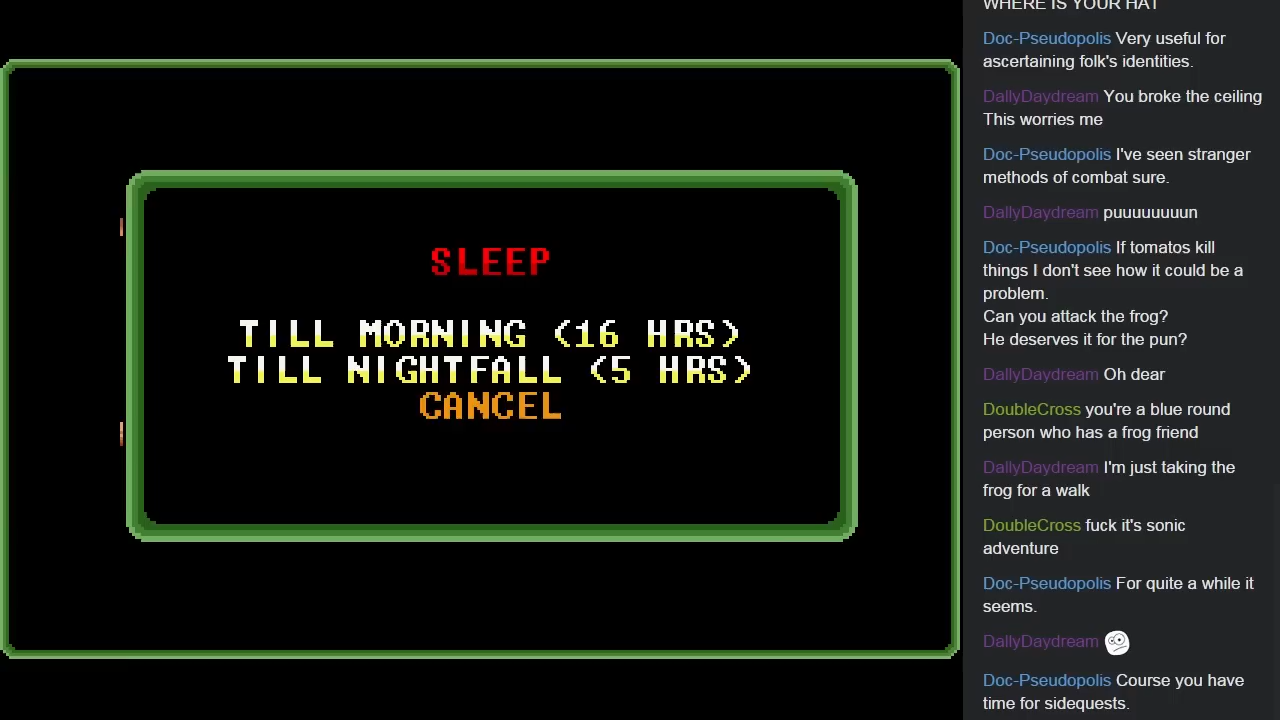 SLEEP
TILL MORNING (16 HRS)
TILL NIGHTFALL (5 HRS)
CANCEL
WHERE IS YOUR HAT
Doc-Pseudopolis Very useful for
ascertaining folk's identities.
DallyDaydream You broke the ceiling
This worries me
Doc-Pseudopolis I've seen stranger
methods of combat sure.
DallyDaydream puuuuuuuun
Doc-Pseudopolis If tomatos kill
things I don't see how it could be a
problem.
Can you attack the frog?
He deserves it for the pun?
DallyDaydream Oh dear
DoubleCross you're a blue round
person who has a frog friend
DallyDaydream I'm just taking the
frog for a walk
DoubleCross fuck it's sonic
adventure
Doc-Pseudopolis For quite a while it
seems.
DallyDaydream
Doc-Pseudopolis Course you have
time for sidequests.